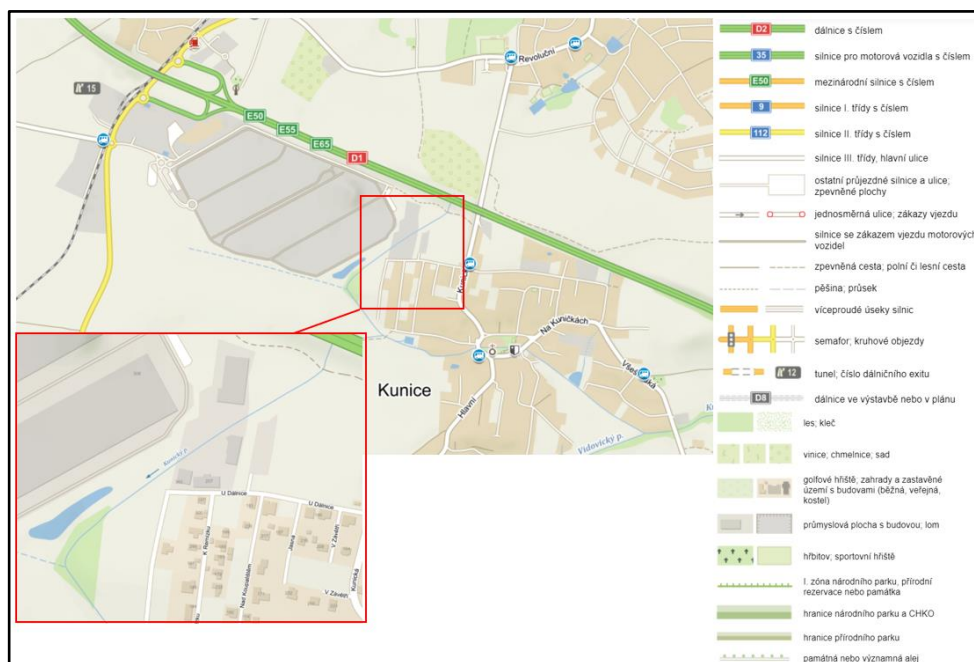 15
E50
E55
E65
D1
Revoluční
Kunická
Na Kuničkách
Kunice
Hlavní
Všešímská
Vidovický p.
Kunický p.
U Dálnice
U Dálnice
K Remízku
Nad Koupalištěm
Jasná
V Závětří
V Závětří
Kunická
D2 dálnice s číslem
35 silnice pro motorová vozidla s číslem
E50 mezinárodní silnice s číslem
9 silnice I. třídy s číslem
112 silnice II. třídy s číslem
silnice III. třídy, hlavní ulice
ostatní průjezdné silnice a ulice;
zpevněné plochy
jednosměrná ulice; zákazy vjezdu
silnice se zákazem vjezdu motorových
vozidel
zpevněná cesta; polní či lesní cesta
pěšina; průsek
víceproudé úseky silnic
semafor; kruhové objezdy
12 tunel; číslo dálničního exitu
D8 dálnice ve výstavbě nebo v plánu
les; kleč
vinice; chmelnice; sad
golfové hřiště; zahrady a zastavěné
území s budovami (běžná, veřejná,
kostel)
průmyslová plocha s budovou; lom
hřbitov; sportovní hřiště
I. zóna národního parku, přírodní
rezervace nebo památka
hranice národního parku a CHKO
hranice přírodního parku
památná nebo významná alej